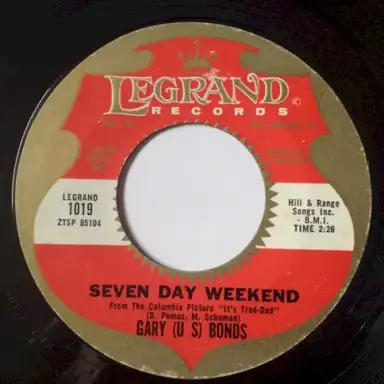 LEGRAND
RECORDS
LEGRAND
1019
ZTSP 85104
Hill & Range
Songs Inc.
- B.M.I.
TIME 2:20
SEVEN DAY WEEKEND
From The Columbia Picture "It's Trad-Dad"
(D. Pomus, M. Schuman)
GARY (U S) BONDS